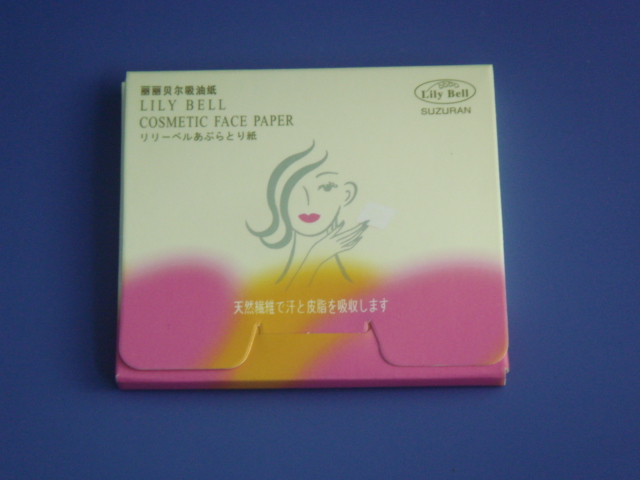 丽丽贝尔吸油纸
LILY BELL
COSMETIC FACE PAPER
リリーベルあぶらとり紙
Lily Bell
SUZURAN
天然繊維で汗と皮脂を吸収します